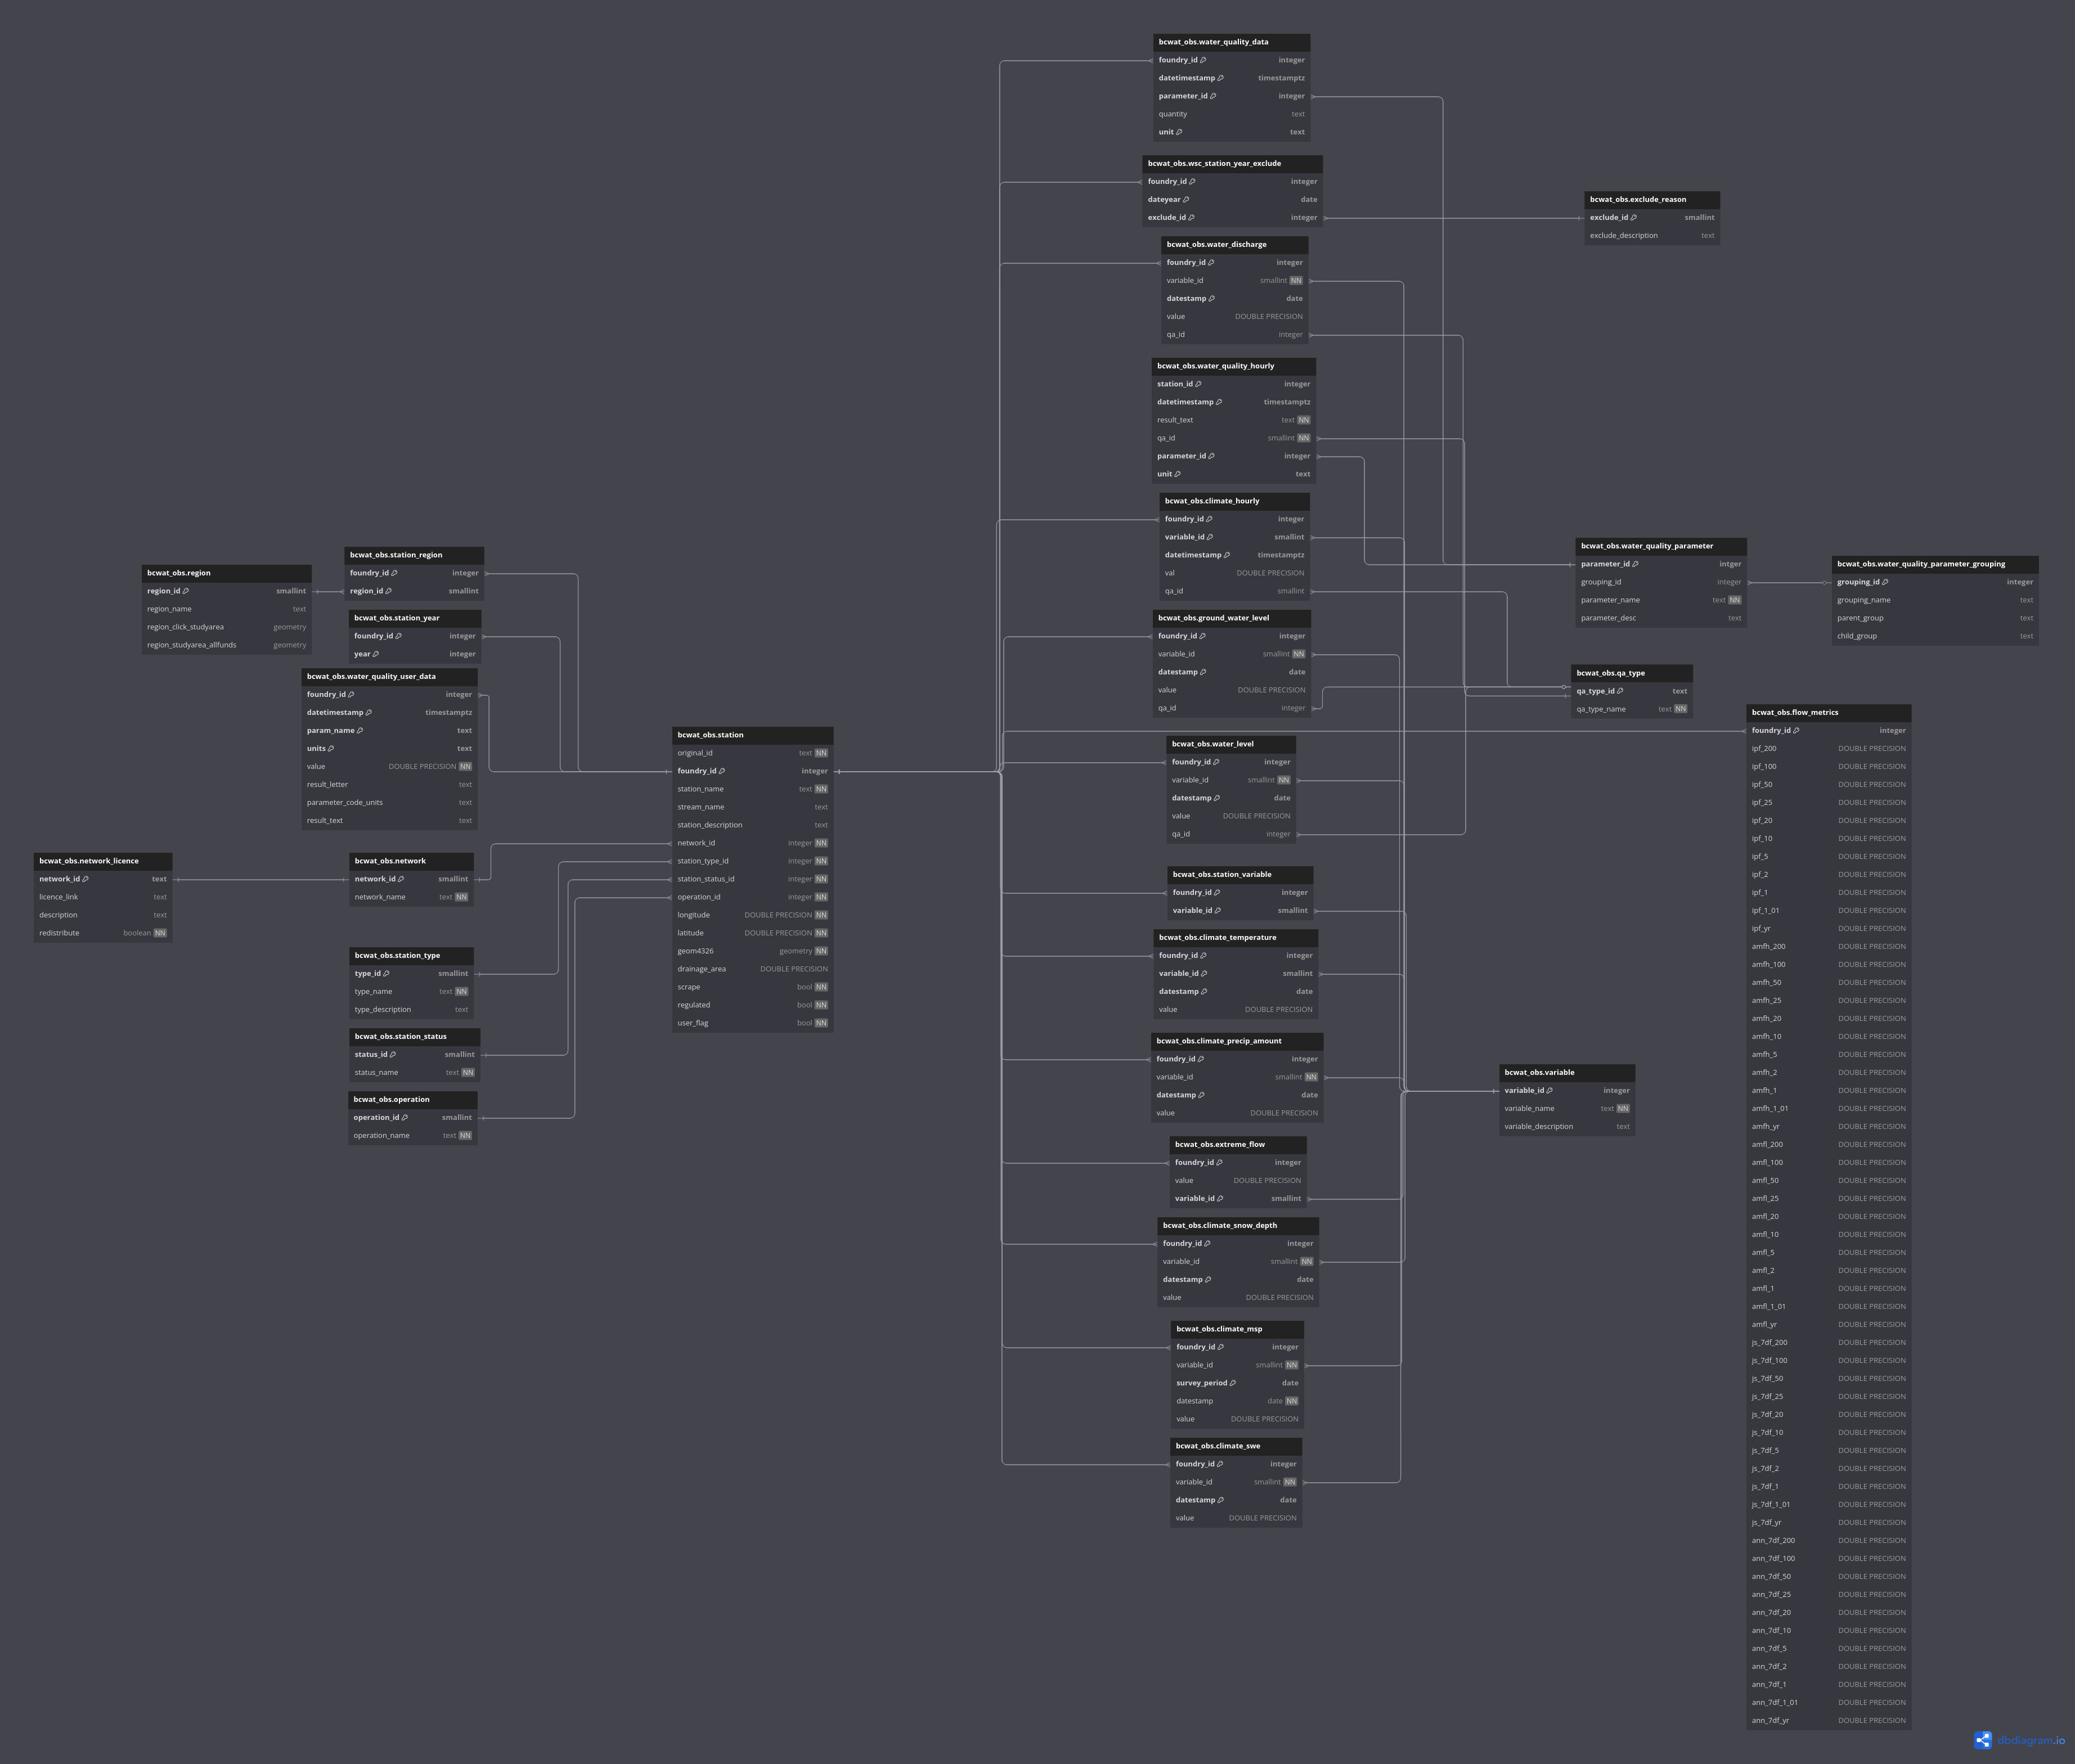 bcwat_obs.water_quality_data
foundry_id integer
datetimestamp timestamptz
parameter_id integer
quantity text
unit text
bcwat_obs.wsc_station_year_exclude
foundry_id integer
dateyear date
exclude_id integer
bcwat_obs.exclude_reason
exclude_id smallint
exclude_description text
bcwat_obs.water_discharge
foundry_id integer
variable_id smallint NN
datestamp date
value DOUBLE PRECISION
qa_id integer
bcwat_obs.water_quality_hourly
station_id integer
datetimestamp timestamptz
result_text text NN
qa_id smallint NN
parameter_id integer
unit text
bcwat_obs.climate_hourly
foundry_id integer
variable_id smallint
datetimestamp timestamptz
val DOUBLE PRECISION
qa_id smallint
bcwat_obs.region
region_id smallint
region_name text
region_click_studyarea geometry
region_studyarea_allfunds geometry
bcwat_obs.station_region
foundry_id integer
region_id smallint
bcwat_obs.station_year
foundry_id integer
year integer
bcwat_obs.water_quality_user_data
foundry_id integer
datetimestamp timestamptz
param_name text
units text
value DOUBLE PRECISION NN
result_letter text
parameter_code_units text
result_text text
bcwat_obs.water_quality_parameter
parameter_id intger
grouping_id integer
parameter_name text NN
parameter_desc text
bcwat_obs.water_quality_parameter_grouping
grouping_id integer
grouping_name text
parent_group text
child_group text
bcwat_obs.ground_water_level
foundry_id integer
variable_id smallint NN
datestamp date
value DOUBLE PRECISION
qa_id integer
bcwat_obs.qa_type
qa_type_id text
qa_type_name text NN
bcwat_obs.station
original_id text NN
foundry_id integer
station_name text NN
stream_name text
station_description text
network_id integer NN
station_type_id integer NN
station_status_id integer NN
operation_id integer NN
longitude DOUBLE PRECISION NN
latitude DOUBLE PRECISION NN
geom4326 geometry NN
drainage_area DOUBLE PRECISION
scrape bool NN
regulated bool NN
user_flag bool NN
bcwat_obs.water_level
foundry_id integer
variable_id smallint NN
datestamp date
value DOUBLE PRECISION
qa_id integer
bcwat_obs.network_licence
network_id text
licence_link text
description text
redistribute boolean NN
bcwat_obs.network
network_id smallint
network_name text NN
bcwat_obs.station_type
type_id smallint
type_name text NN
type_description text
bcwat_obs.station_status
status_id smallint
status_name text NN
bcwat_obs.operation
operation_id smallint
operation_name text NN
bcwat_obs.station_variable
foundry_id integer
variable_id smallint
bcwat_obs.climate_temperature
foundry_id integer
variable_id smallint
datestamp date
value DOUBLE PRECISION
bcwat_obs.climate_precip_amount
foundry_id integer
variable_id smallint NN
datestamp date
value DOUBLE PRECISION
bcwat_obs.variable
variable_id integer
variable_name text NN
variable_description text
bcwat_obs.extreme_flow
foundry_id integer
value DOUBLE PRECISION
variable_id smallint
bcwat_obs.climate_snow_depth
foundry_id integer
variable_id smallint NN
datestamp date
value DOUBLE PRECISION
bcwat_obs.climate_msp
foundry_id integer
variable_id smallint NN
survey_period date
datestamp date NN
value DOUBLE PRECISION
bcwat_obs.climate_swe
foundry_id integer
variable_id smallint NN
datestamp date
value DOUBLE PRECISION
bcwat_obs.flow_metrics
foundry_id integer
ipf_200 DOUBLE PRECISION
ipf_100 DOUBLE PRECISION
ipf_50 DOUBLE PRECISION
ipf_25 DOUBLE PRECISION
ipf_20 DOUBLE PRECISION
ipf_10 DOUBLE PRECISION
ipf_5 DOUBLE PRECISION
ipf_2 DOUBLE PRECISION
ipf_1 DOUBLE PRECISION
ipf_1_01 DOUBLE PRECISION
ipf_yr DOUBLE PRECISION
amfh_200 DOUBLE PRECISION
amfh_100 DOUBLE PRECISION
amfh_50 DOUBLE PRECISION
amfh_25 DOUBLE PRECISION
amfh_20 DOUBLE PRECISION
amfh_10 DOUBLE PRECISION
amfh_5 DOUBLE PRECISION
amfh_2 DOUBLE PRECISION
amfh_1 DOUBLE PRECISION
amfh_1_01 DOUBLE PRECISION
amfh_yr DOUBLE PRECISION
amfl_200 DOUBLE PRECISION
amfl_100 DOUBLE PRECISION
amfl_50 DOUBLE PRECISION
amfl_25 DOUBLE PRECISION
amfl_20 DOUBLE PRECISION
amfl_10 DOUBLE PRECISION
amfl_5 DOUBLE PRECISION
amfl_2 DOUBLE PRECISION
amfl_1 DOUBLE PRECISION
amfl_1_01 DOUBLE PRECISION
amfl_yr DOUBLE PRECISION
js_7df_200 DOUBLE PRECISION
js_7df_100 DOUBLE PRECISION
js_7df_50 DOUBLE PRECISION
js_7df_25 DOUBLE PRECISION
js_7df_20 DOUBLE PRECISION
js_7df_10 DOUBLE PRECISION
js_7df_5 DOUBLE PRECISION
js_7df_2 DOUBLE PRECISION
js_7df_1 DOUBLE PRECISION
js_7df_1_01 DOUBLE PRECISION
js_7df_yr DOUBLE PRECISION
ann_7df_200 DOUBLE PRECISION
ann_7df_100 DOUBLE PRECISION
ann_7df_50 DOUBLE PRECISION
ann_7df_25 DOUBLE PRECISION
ann_7df_20 DOUBLE PRECISION
ann_7df_10 DOUBLE PRECISION
ann_7df_5 DOUBLE PRECISION
ann_7df_2 DOUBLE PRECISION
ann_7df_1 DOUBLE PRECISION
ann_7df_1_01 DOUBLE PRECISION
ann_7df_yr DOUBLE PRECISION
dbdiagram.io